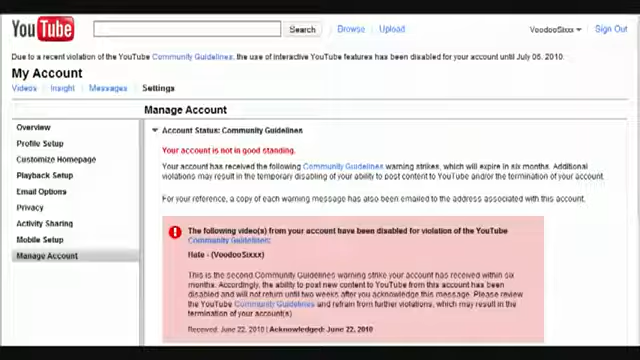 YouTube Search Browse Upload VoodooSixxx Sign Out
Due to a recent violation of the YouTube Community Guidelines, the use of interactive YouTube features has been disabled for your account until July 06, 2010.
My Account
Videos Insight Messages Settings
Manage Account
Overview
Profile Setup
Customize Homepage
Playback Setup
Email Options
Privacy
Activity Sharing
Mobile Setup
Manage Account
Account Status: Community Guidelines
Your account is not in good standing.
Your account has received the following Community Guidelines warning strikes, which will expire in six months. Additional
violations may result in the temporary disabling of your ability to post content to YouTube and/or the termination of your account.
For your reference, a copy of each warning message has also been emailed to the address associated with this account.
The following video(s) from your account have been disabled for violation of the YouTube
Community Guidelines:
Hate - (VoodooSixxx)
This is the second Community Guidelines warning strike your account has received within six
months. Accordingly, the ability to post new content to YouTube from this account has been
disabled and will not return until two weeks after you acknowledge this message. Please review
the YouTube Community Guidelines and refrain from further violations, which may result in the
termination of your account(s)
Received: June 22, 2010 | Acknowledged: June 22, 2010